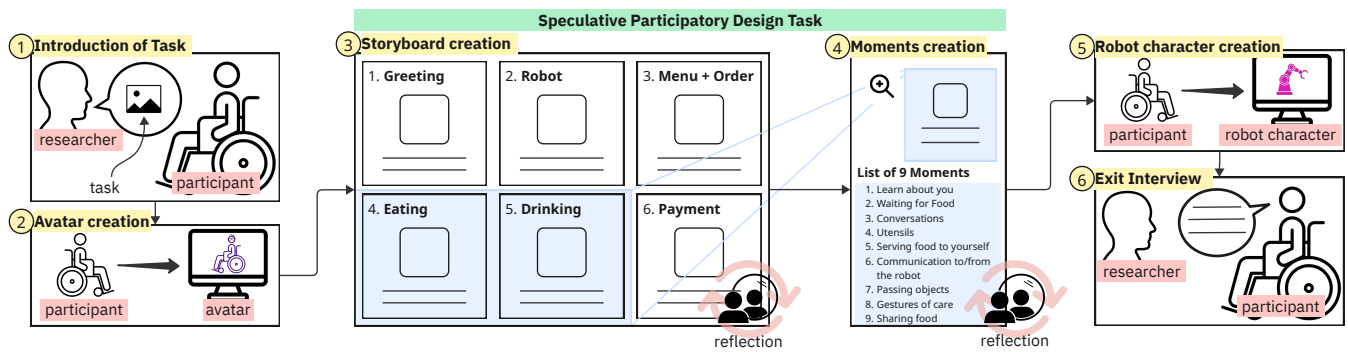 Speculative Participatory Design Task
1 Introduction of Task
researcher
task
participant
2 Avatar creation
participant
avatar
3 Storyboard creation
1. Greeting
2. Robot
3. Menu + Order
4. Eating
5. Drinking
6. Payment
reflection
4 Moments creation
List of 9 Moments
1. Learn about you
2. Waiting for Food
3. Conversations
4. Utensils
5. Serving food to yourself
6. Communication to/from
the robot
7. Passing objects
8. Gestures of care
9. Sharing food
reflection
5 Robot character creation
participant
robot character
6 Exit Interview
researcher
participant